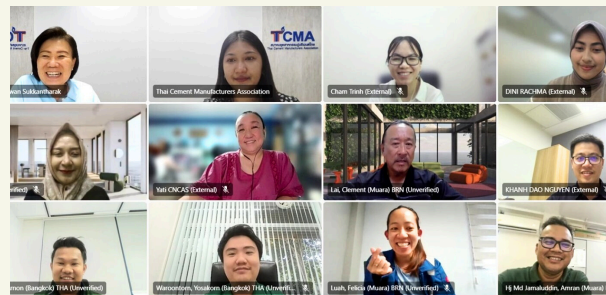 TCMA
wan Sukkantharak
Thai Cement Manufacturers Association
Cham Trinh (External)
DINI RACHMA (External)
rified)
Yati CNCAS (External)
Lai, Clement (Muara) BRN (Unverified)
KHANH DAO NGUYEN (External)
mon (Bangkok) THA (Unverified)
Waroontorn, Yosakorn (Bangkok) THA (Unverifi...
Luah, Felicia (Muara) BRN (Unverified)
Hj Md Jamaluddin, Amran (Muara)